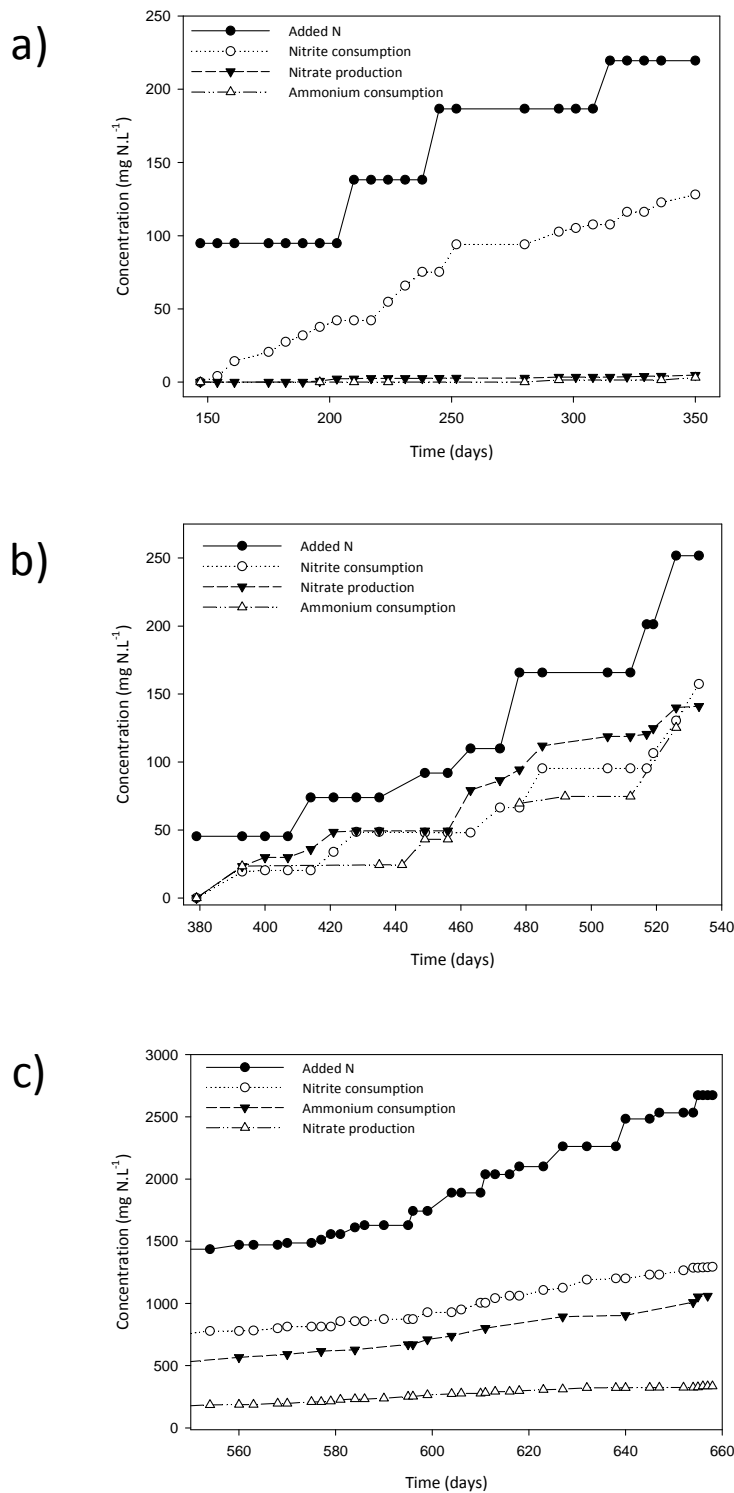 a)
250
200
150
100
50
0
Concentration (mg N.L-1)
Added N
Nitrite consumption
Nitrate production
Ammonium consumption
150 200 250 300 350
Time (days)
b)
250
200
150
100
50
0
Concentration (mg N.L-1)
Added N
Nitrite consumption
Nitrate production
Ammonium consumption
380 400 420 440 460 480 500 520 540
Time (days)
c)
3000
2500
2000
1500
1000
500
0
Concentration (mg N.L-1)
Added N
Nitrite consumption
Ammonium consumption
Nitrate production
560 580 600 620 640 660
Time (days)